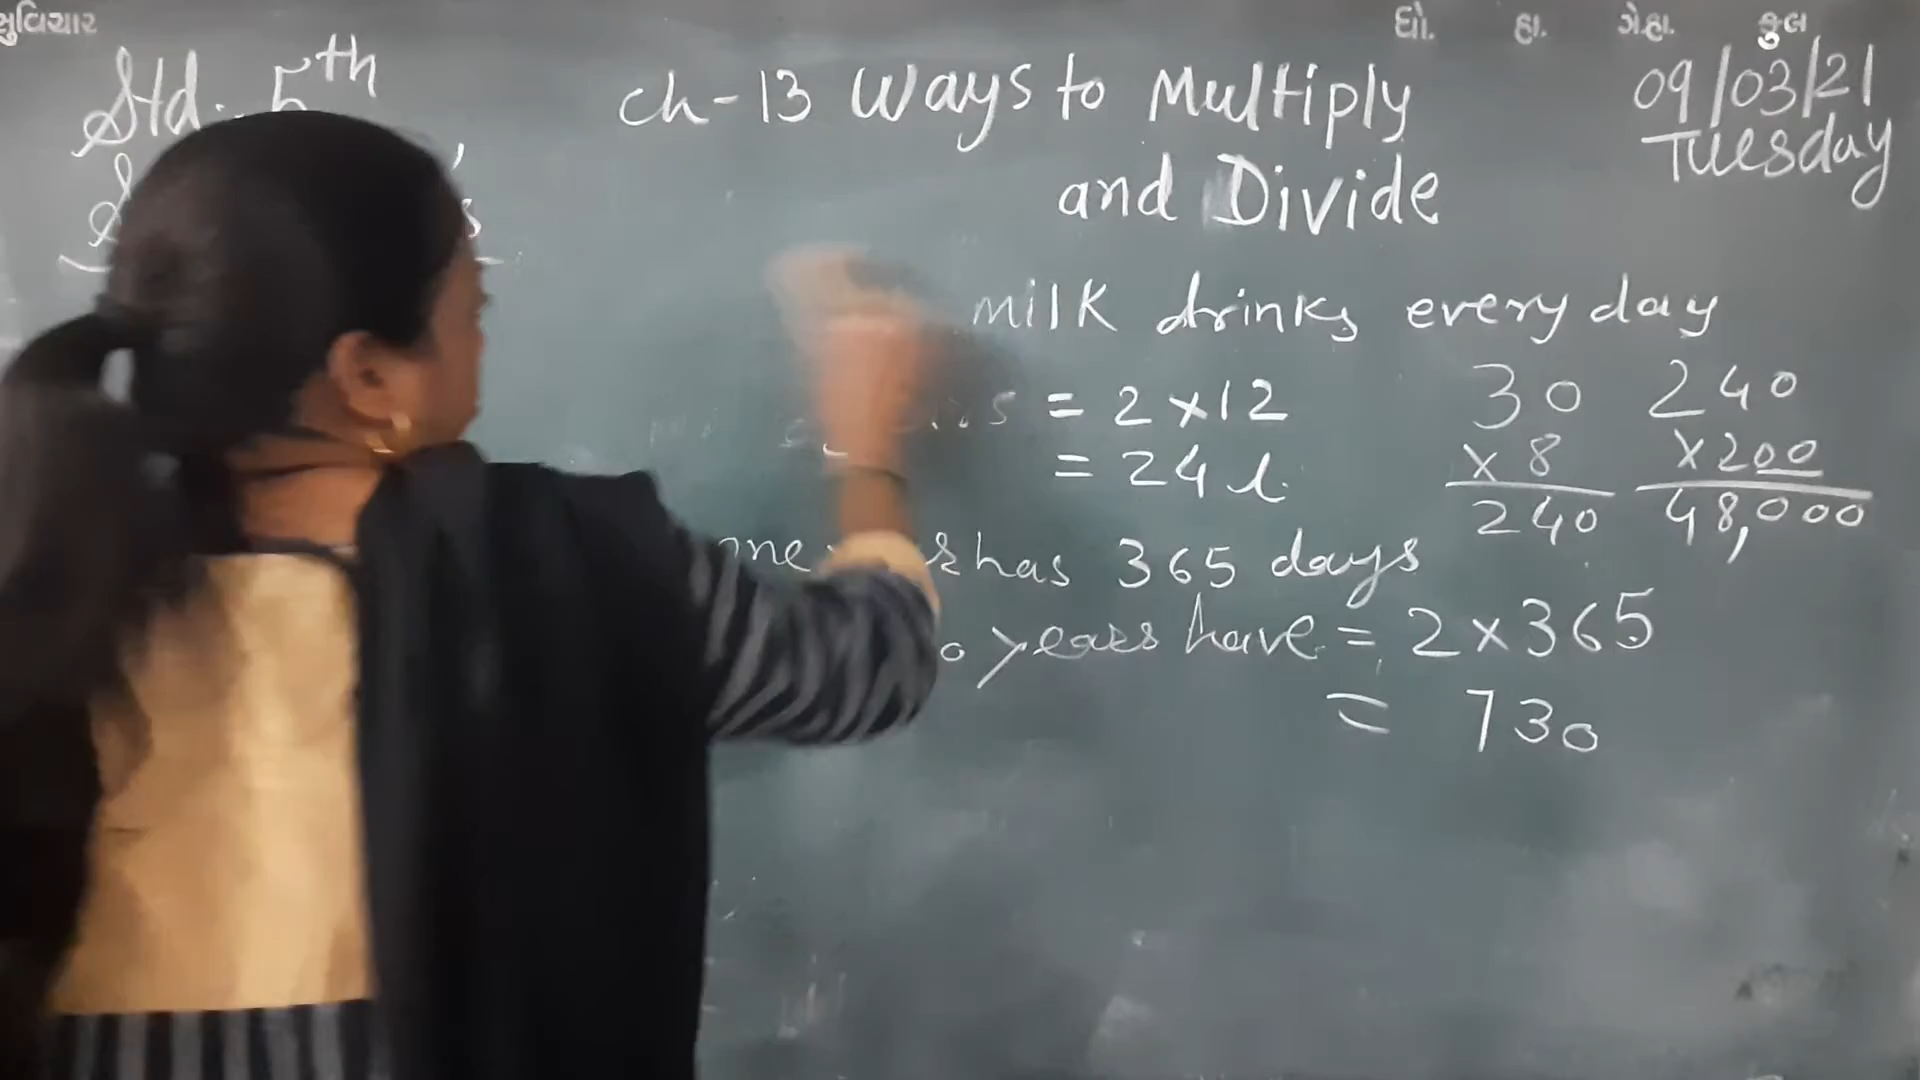 સુવિચાર
ધો. હા. ગે.હા. કુલ
Std. 5th
ch-13 Ways to Multiply
and Divide
09/03/21
Tuesday
milk drinks every day
= 2 x 12
= 24 l.
30
x 8
240
240
x 200
48,000
one has 365 days
years have = 2 x 365
= 730